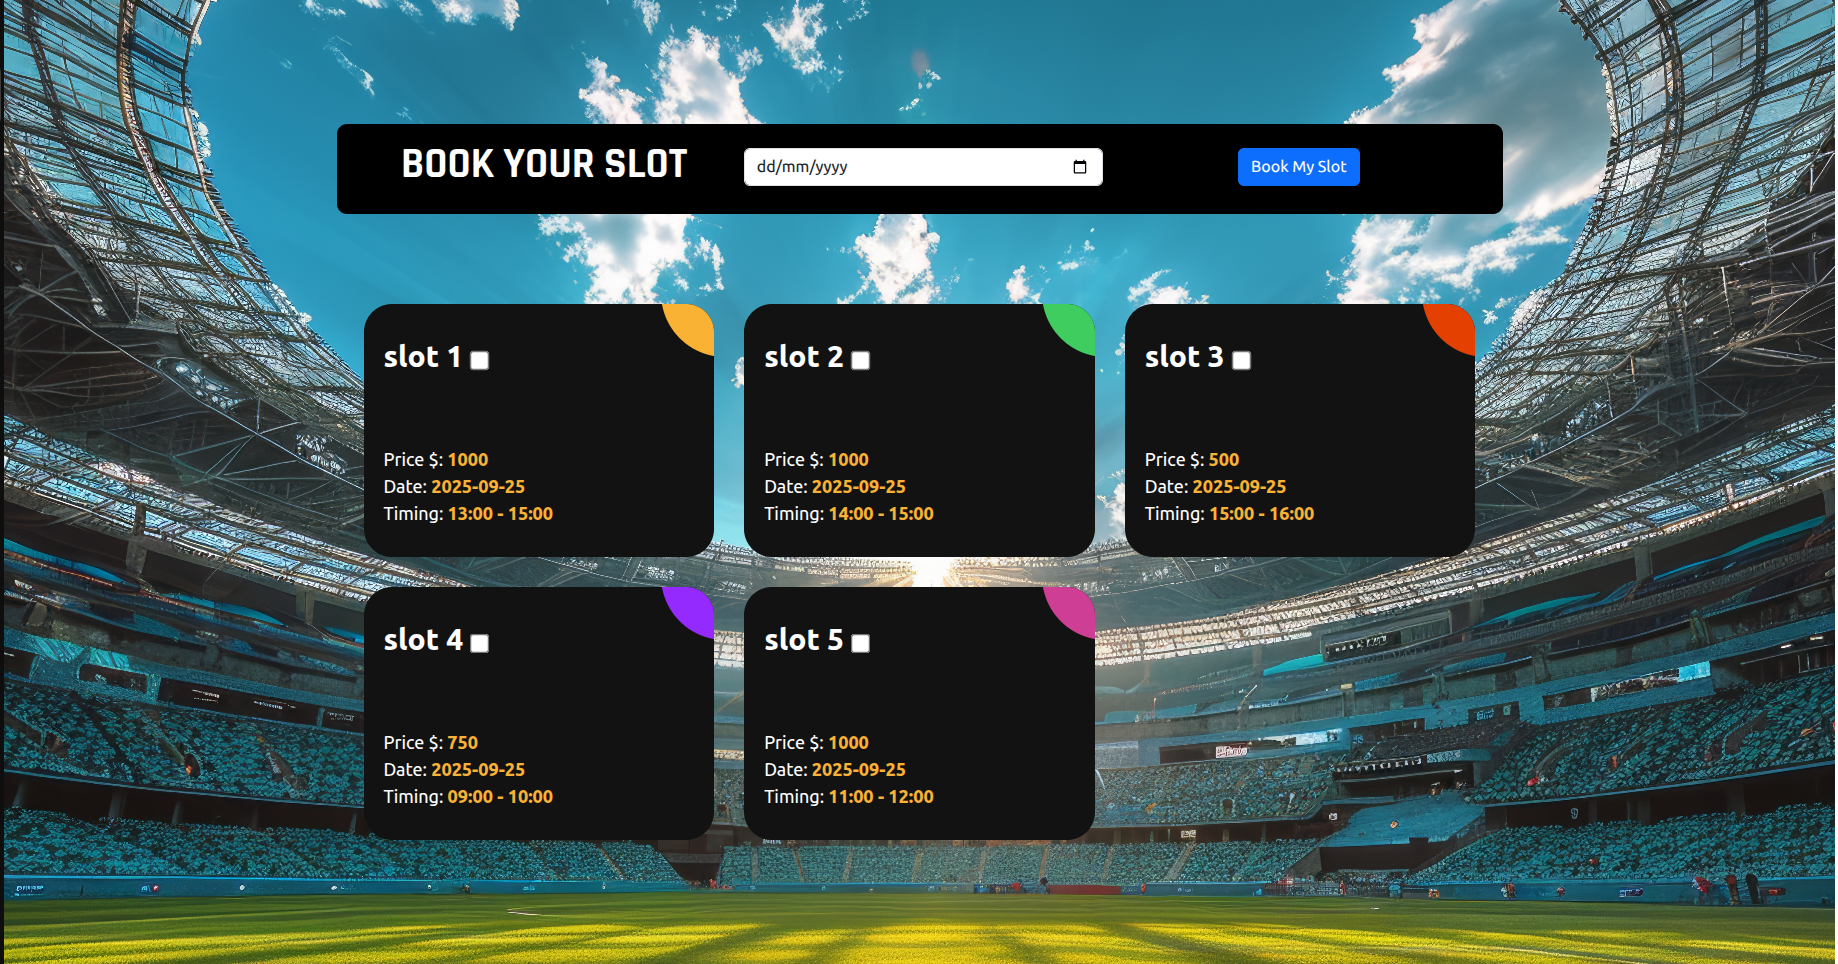 BOOK YOUR SLOT
dd/mm/yyyy
Book My Slot
slot 1
Price $: 1000
Date: 2025-09-25
Timing: 13:00 - 15:00
slot 2
Price $: 1000
Date: 2025-09-25
Timing: 14:00 - 15:00
slot 3
Price $: 500
Date: 2025-09-25
Timing: 15:00 - 16:00
slot 4
Price $: 750
Date: 2025-09-25
Timing: 09:00 - 10:00
slot 5
Price $: 1000
Date: 2025-09-25
Timing: 11:00 - 12:00